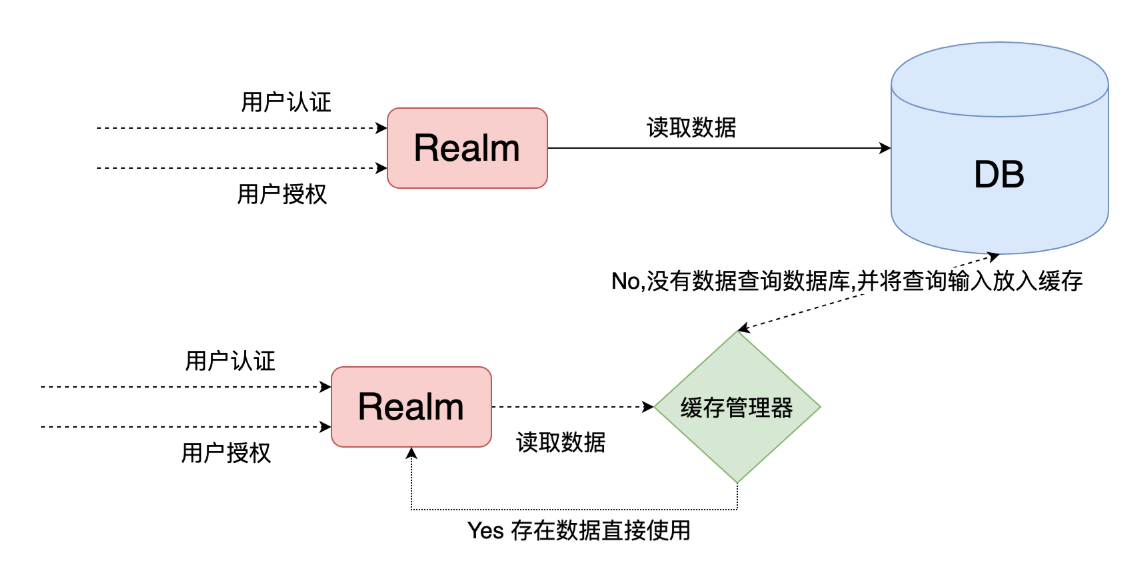 用户认证
Realm
读取数据
用户授权
DB
No,没有数据查询数据库,并将查询输入放入缓存
用户认证
Realm
缓存管理器
读取数据
用户授权
Yes 存在数据直接使用